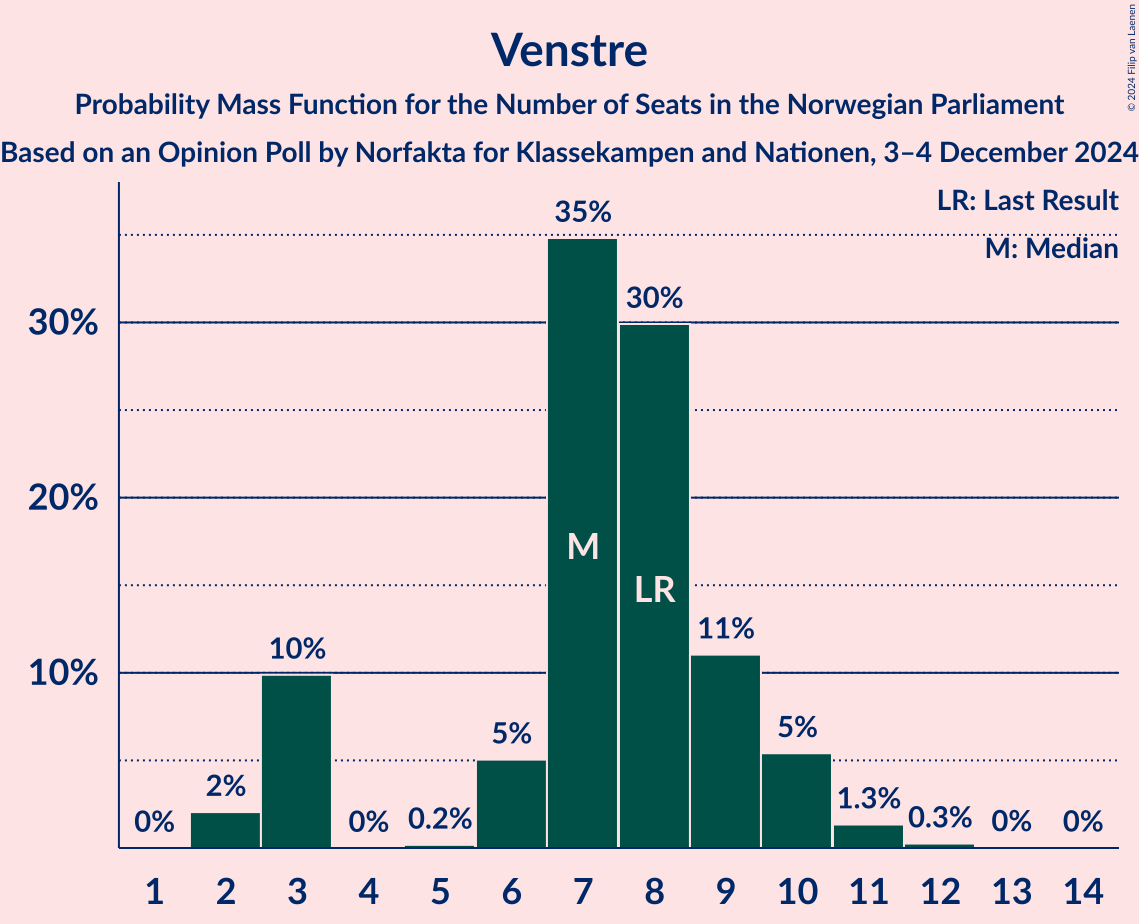 Venstre
Probability Mass Function for the Number of Seats in the Norwegian Parliament
Based on an Opinion Poll by Norfakta for Klassekampen and Nationen, 3–4 December 2024
© 2024 Filip van Laenen
LR: Last Result
M: Median
35%
30%
30%
20%
M
LR
11%
10%
10%
5%
5%
2%
1.3%
0%
0%
0.2%
0.3%
0%
0%
1 2 3 4 5 6 7 8 9 10 11 12 13 14